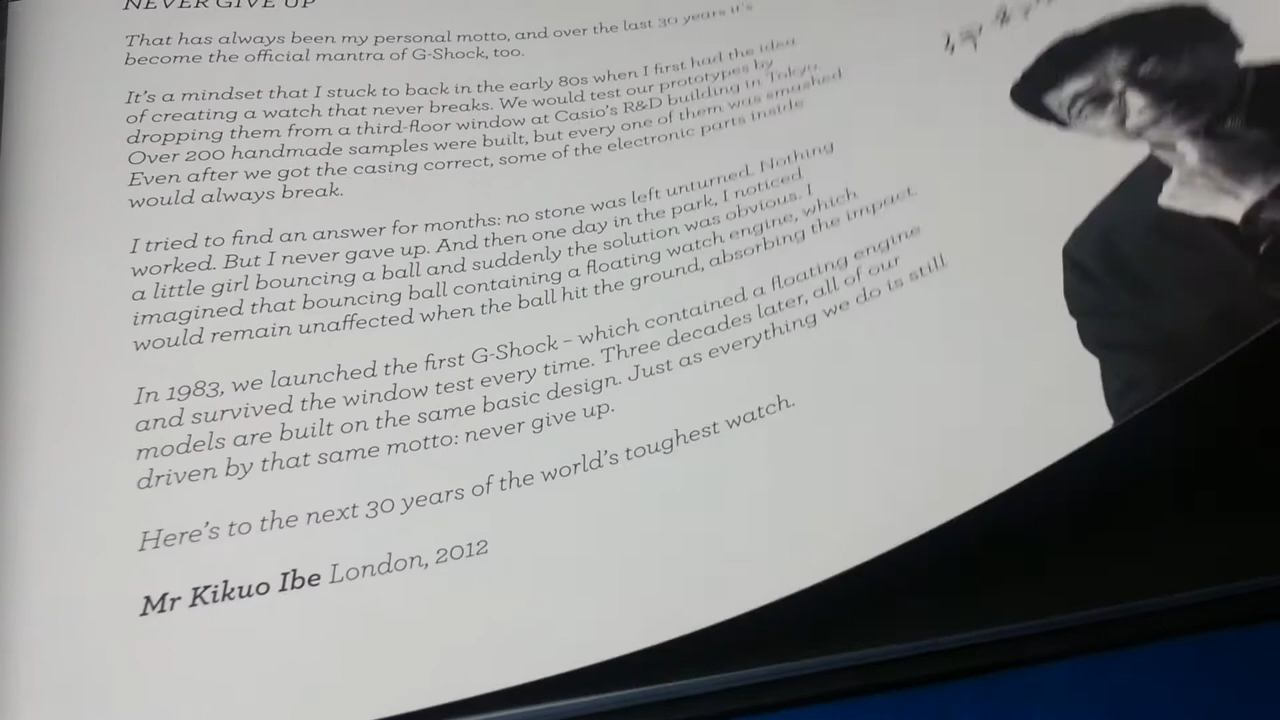 NEVER GIVE UP
That has always been my personal motto, and over the last 30 years it's
become the official mantra of G-Shock, too.
It's a mindset that I stuck to back in the early 80s when I first had the idea
of creating a watch that never breaks. We would test our prototypes by
dropping them from a third-floor window at Casio's R&D building in Tokyo.
Over 200 handmade samples were built, but every one of them was smashed
Even after we got the casing correct, some of the electronic parts inside
would always break.
I tried to find an answer for months: no stone was left unturned. Nothing
worked. But I never gave up. And then one day in the park, I noticed
a little girl bouncing a ball and suddenly the solution was obvious. I
imagined that bouncing ball containing a floating watch engine, which
would remain unaffected when the ball hit the ground, absorbing the impact.
In 1983, we launched the first G-Shock – which contained a floating engine
and survived the window test every time. Three decades later, all of our
models are built on the same basic design. Just as everything we do is still
driven by that same motto: never give up.
Here's to the next 30 years of the world's toughest watch.
Mr Kikuo Ibe London, 2012